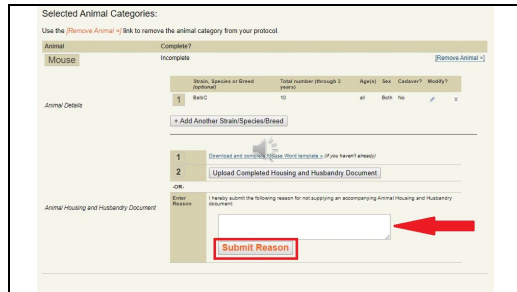 Selected Animal Categories:
Use the [Remove Animal ×] link to remove the animal category from your protocol
Animal Complete?
Mouse Incomplete [Remove Animal ×]
Strain, Species or Breed (optional) Total number (through 3 years) Age(s) Sex Cadaver? Modify?
Animal Details
1 BalbC 10 all Both No x
+ Add Another Strain/Species/Breed
1 Download and complete Mouse Word template » (if you haven't already)
2 Upload Completed Housing and Husbandry Document
-OR-
Animal Housing and Husbandry Document
Enter Reason I hereby submit the following reason for not supplying an accompanying Animal Housing and Husbandry document:
Submit Reason